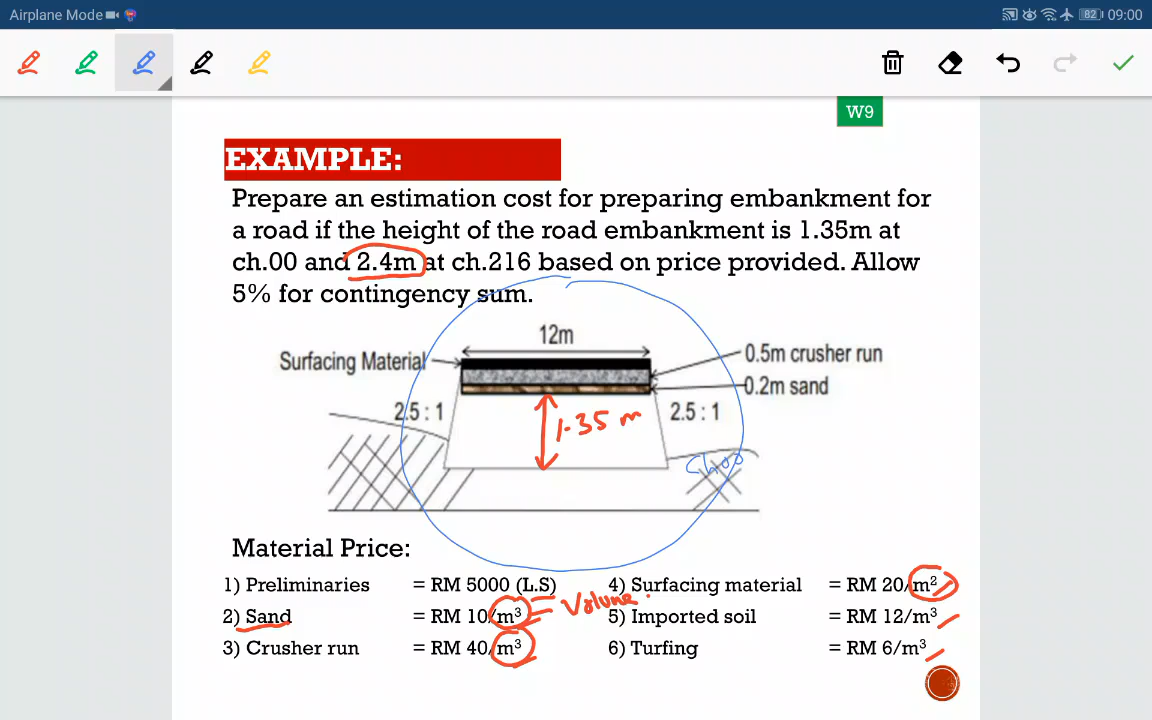 Airplane Mode
82 09:00
W9
EXAMPLE:
Prepare an estimation cost for preparing embankment for
a road if the height of the road embankment is 1.35m at
ch.00 and 2.4m at ch.216 based on price provided. Allow
5% for contingency sum.
12m
Surfacing Material
0.5m crusher run
0.2m sand
2.5 : 1
2.5 : 1
1.35 m
Ch00
Material Price:
1) Preliminaries = RM 5000 (L.S)
4) Surfacing material = RM 20/m²
2) Sand = RM 10/m³ = Volume.
5) Imported soil = RM 12/m³
3) Crusher run = RM 40/m³
6) Turfing = RM 6/m³